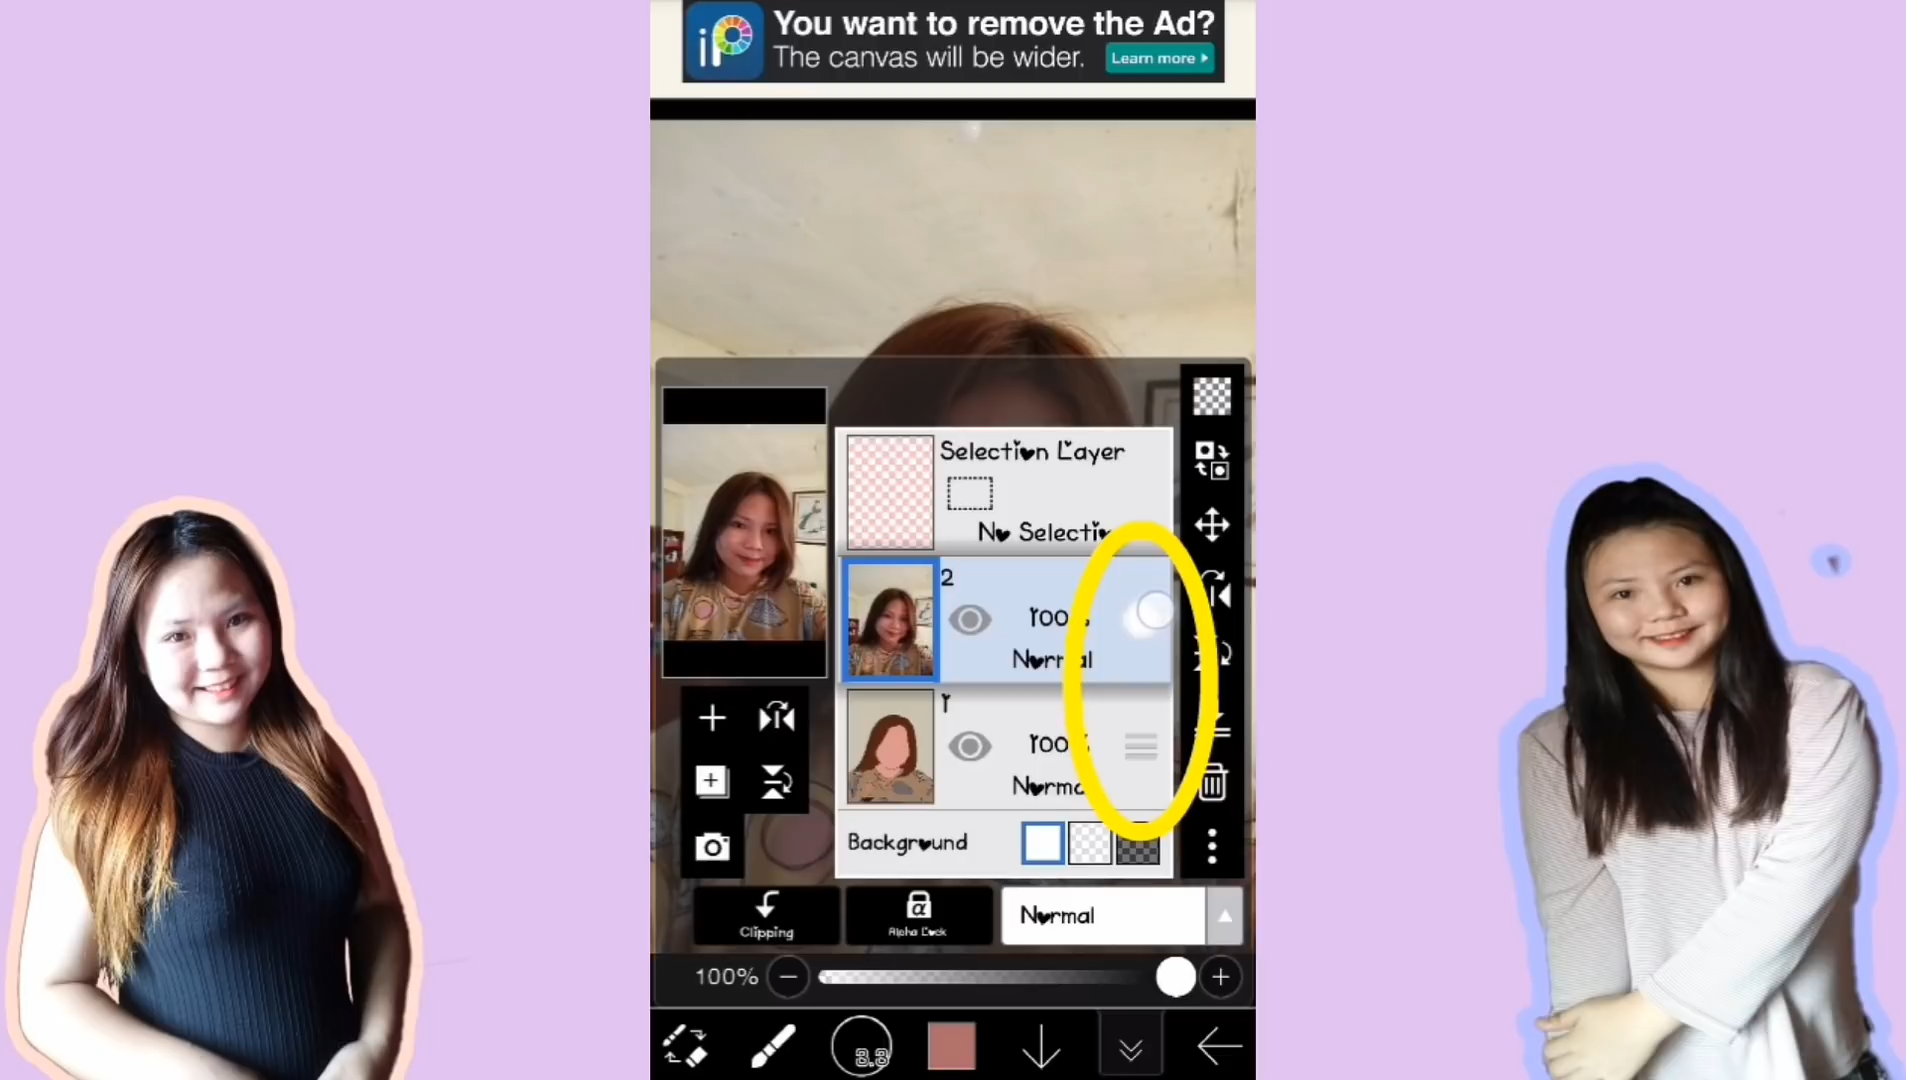 iP
You want to remove the Ad?
The canvas will be wider.
Learn more
Selection Layer
No Selectio
2
100%
Normal
1
100%
Norma
Background
Clipping
Alpha Lock
Normal
100%